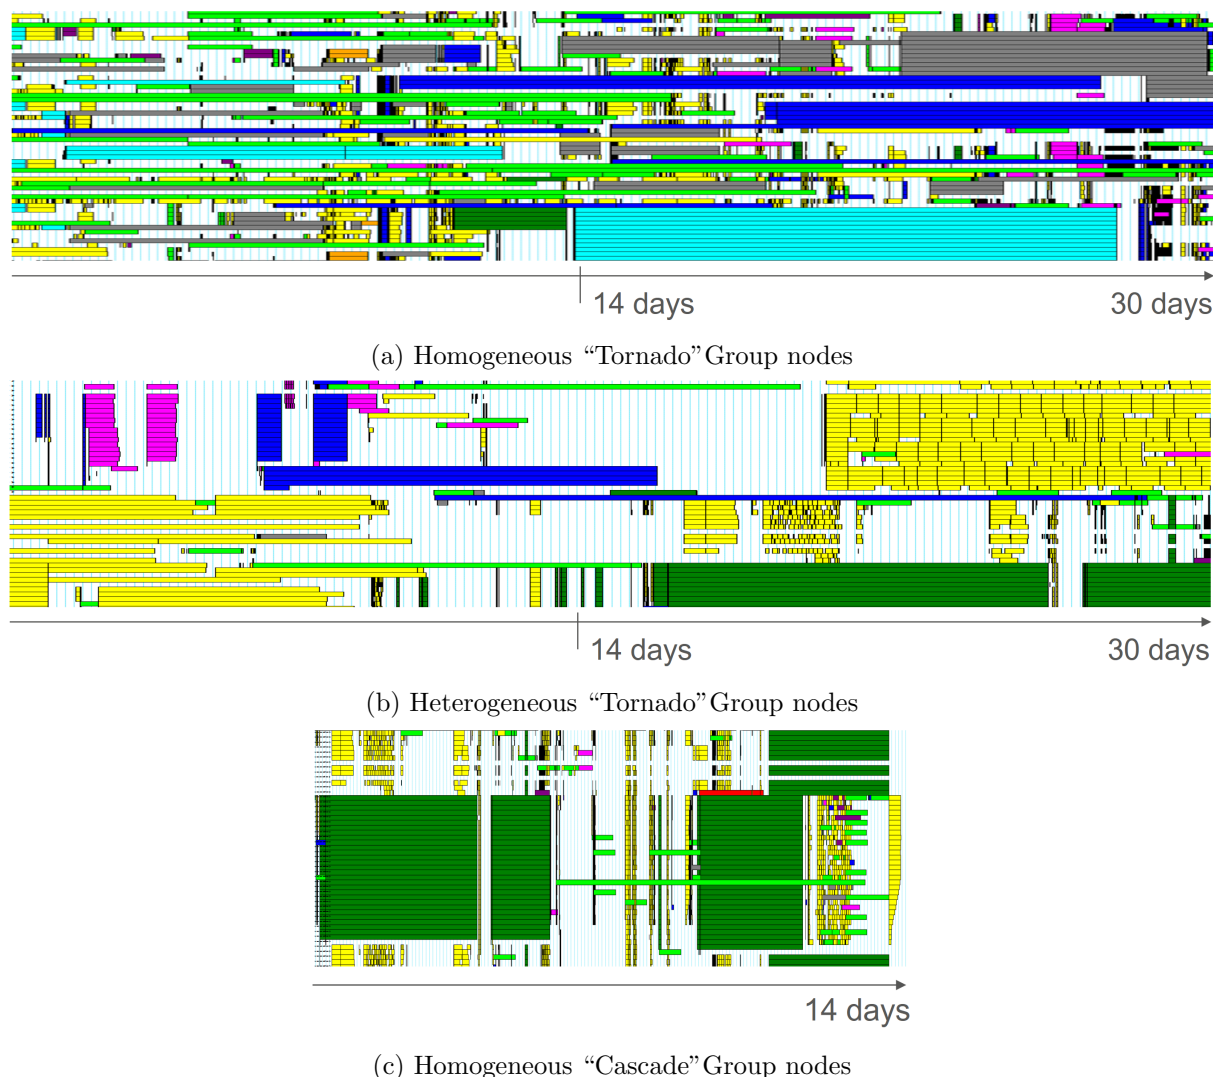 14 days
30 days
(a) Homogeneous “Tornado”Group nodes
14 days
30 days
(b) Heterogeneous “Tornado”Group nodes
14 days
(c) Homogeneous “Cascade”Group nodes